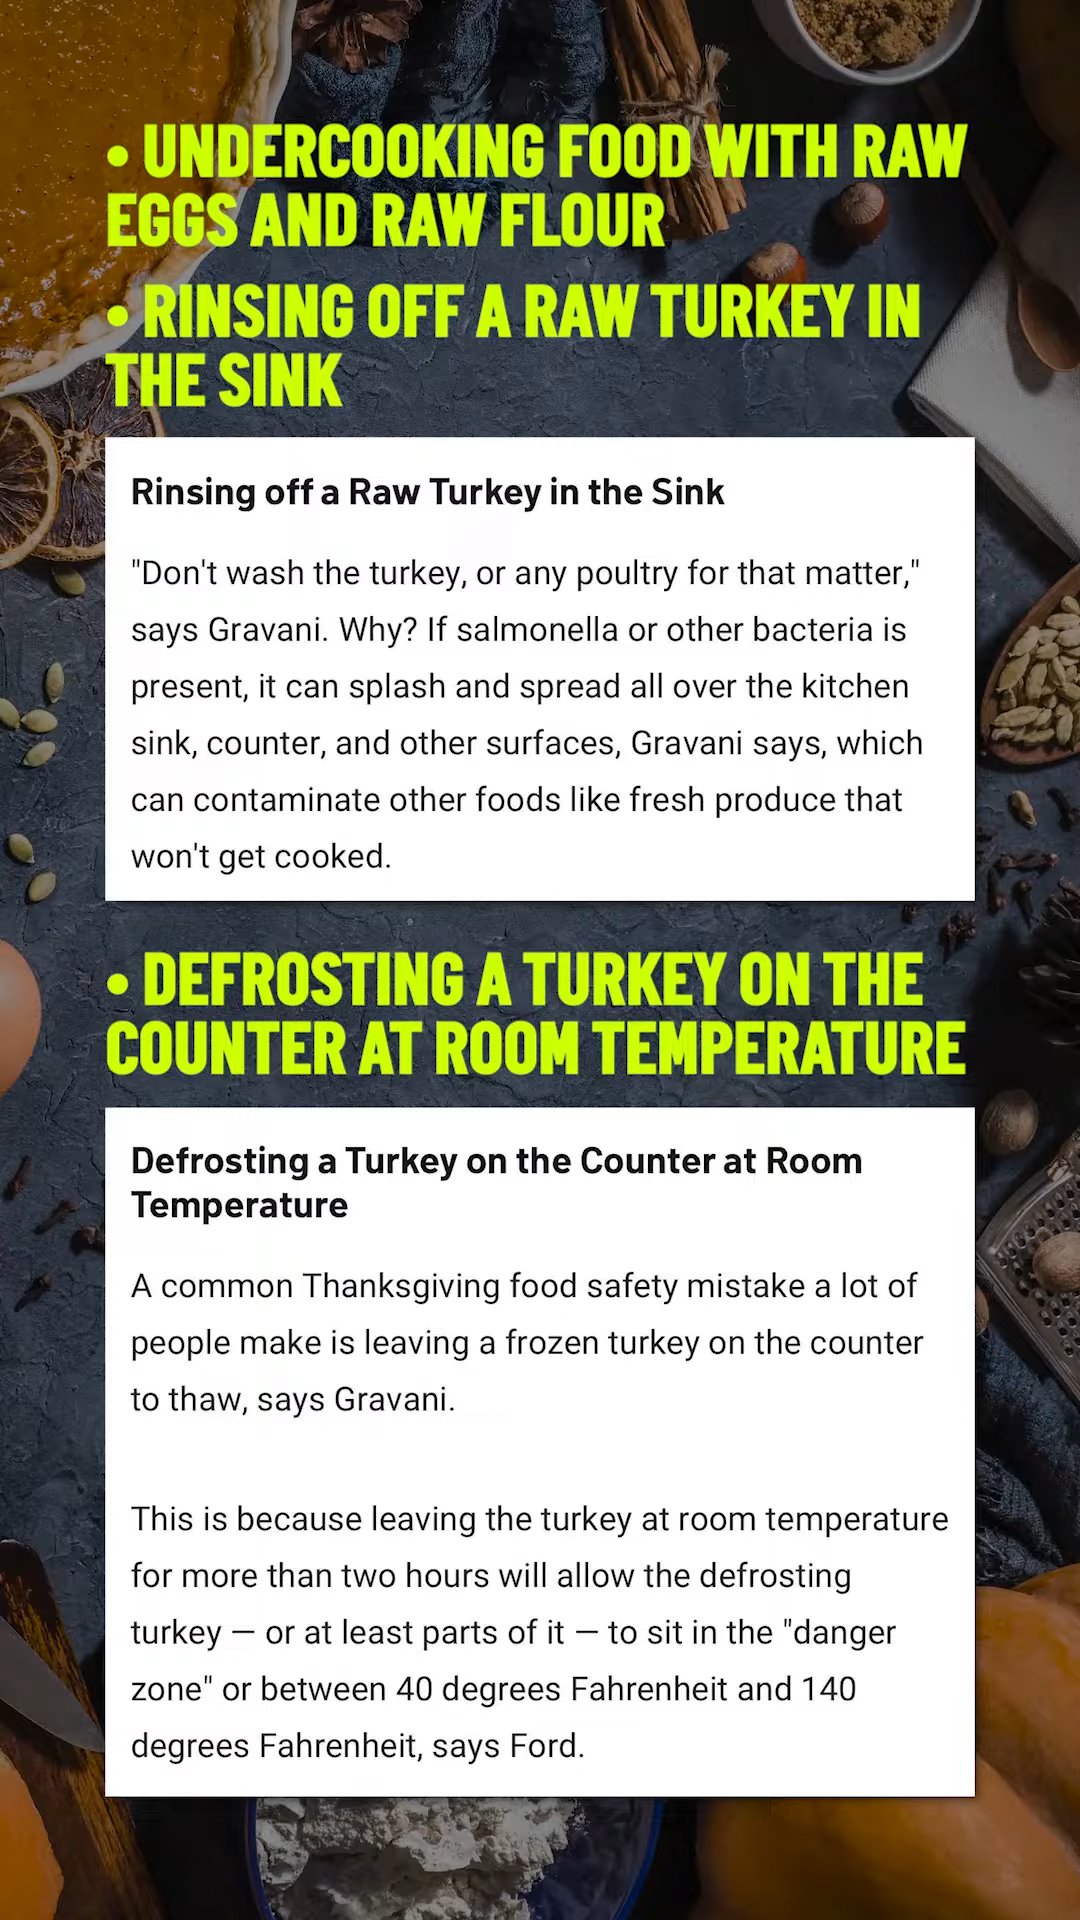 • UNDERCOOKING FOOD WITH RAW
EGGS AND RAW FLOUR
• RINSING OFF A RAW TURKEY IN
THE SINK
Rinsing off a Raw Turkey in the Sink
"Don't wash the turkey, or any poultry for that matter,"
says Gravani. Why? If salmonella or other bacteria is
present, it can splash and spread all over the kitchen
sink, counter, and other surfaces, Gravani says, which
can contaminate other foods like fresh produce that
won't get cooked.
• DEFROSTING A TURKEY ON THE
COUNTER AT ROOM TEMPERATURE
Defrosting a Turkey on the Counter at Room
Temperature
A common Thanksgiving food safety mistake a lot of
people make is leaving a frozen turkey on the counter
to thaw, says Gravani.
This is because leaving the turkey at room temperature
for more than two hours will allow the defrosting
turkey — or at least parts of it — to sit in the "danger
zone" or between 40 degrees Fahrenheit and 140
degrees Fahrenheit, says Ford.